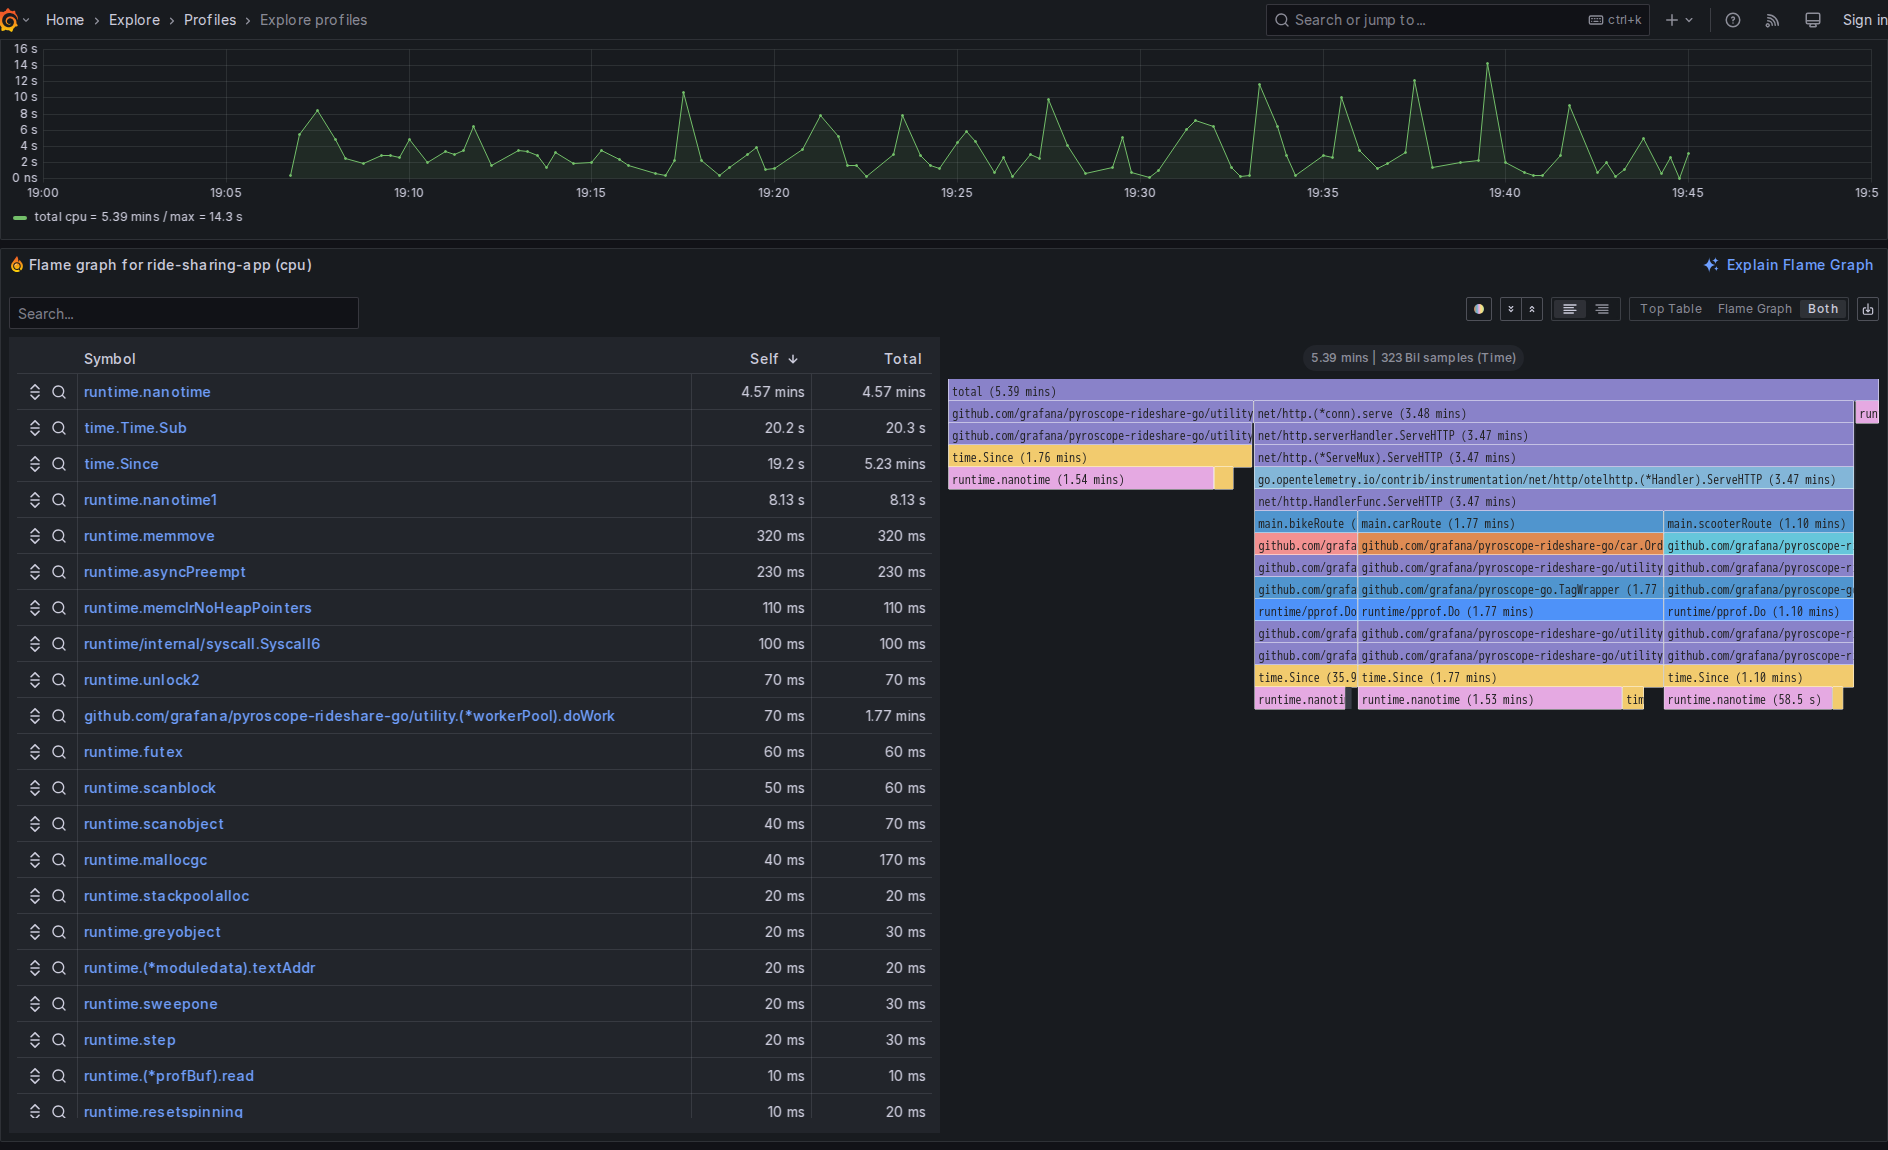 Home › Explore › Profiles › Explore profiles
Search or jump to... ctrl+k
Sign in
16 s
14 s
12 s
10 s
8 s
6 s
4 s
2 s
0 ns
19:00 19:05 19:10 19:15 19:20 19:25 19:30 19:35 19:40 19:45 19:5
total cpu = 5.39 mins / max = 14.3 s
Flame graph for ride-sharing-app (cpu)
Explain Flame Graph
Search...
Top Table Flame Graph Both
Symbol Self Total
runtime.nanotime 4.57 mins 4.57 mins
time.Time.Sub 20.2 s 20.3 s
time.Since 19.2 s 5.23 mins
runtime.nanotime1 8.13 s 8.13 s
runtime.memmove 320 ms 320 ms
runtime.asyncPreempt 230 ms 230 ms
runtime.memclrNoHeapPointers 110 ms 110 ms
runtime/internal/syscall.Syscall6 100 ms 100 ms
runtime.unlock2 70 ms 70 ms
github.com/grafana/pyroscope-rideshare-go/utility.(*workerPool).doWork 70 ms 1.77 mins
runtime.futex 60 ms 60 ms
runtime.scanblock 50 ms 60 ms
runtime.scanobject 40 ms 70 ms
runtime.mallocgc 40 ms 170 ms
runtime.stackpoolalloc 20 ms 20 ms
runtime.greyobject 20 ms 30 ms
runtime.(*moduledata).textAddr 20 ms 20 ms
runtime.sweepone 20 ms 30 ms
runtime.step 20 ms 30 ms
runtime.(*profBuf).read 10 ms 10 ms
runtime.resetspinning 10 ms 20 ms
5.39 mins | 323 Bil samples (Time)
total (5.39 mins)
github.com/grafana/pyroscope-rideshare-go/utility net/http.(*conn).serve (3.48 mins) run
github.com/grafana/pyroscope-rideshare-go/utility net/http.serverHandler.ServeHTTP (3.47 mins)
time.Since (1.76 mins) net/http.(*ServeMux).ServeHTTP (3.47 mins)
runtime.nanotime (1.54 mins) go.opentelemetry.io/contrib/instrumentation/net/http/otelhttp.(*Handler).ServeHTTP (3.47 mins)
net/http.HandlerFunc.ServeHTTP (3.47 mins)
main.bikeRoute ( main.carRoute (1.77 mins) main.scooterRoute (1.10 mins)
github.com/grafa github.com/grafana/pyroscope-rideshare-go/car.Ord github.com/grafana/pyroscope-r
github.com/grafa github.com/grafana/pyroscope-rideshare-go/utility github.com/grafana/pyroscope-r
github.com/grafa github.com/grafana/pyroscope-go.TagWrapper (1.77 github.com/grafana/pyroscope-g
runtime/pprof.Do runtime/pprof.Do (1.77 mins) runtime/pprof.Do (1.10 mins)
github.com/grafa github.com/grafana/pyroscope-rideshare-go/utility github.com/grafana/pyroscope-r
github.com/grafa github.com/grafana/pyroscope-rideshare-go/utility github.com/grafana/pyroscope-r
time.Since (35.9 time.Since (1.77 mins) time.Since (1.10 mins)
runtime.nanoti runtime.nanotime (1.53 mins) tim runtime.nanotime (58.5 s)